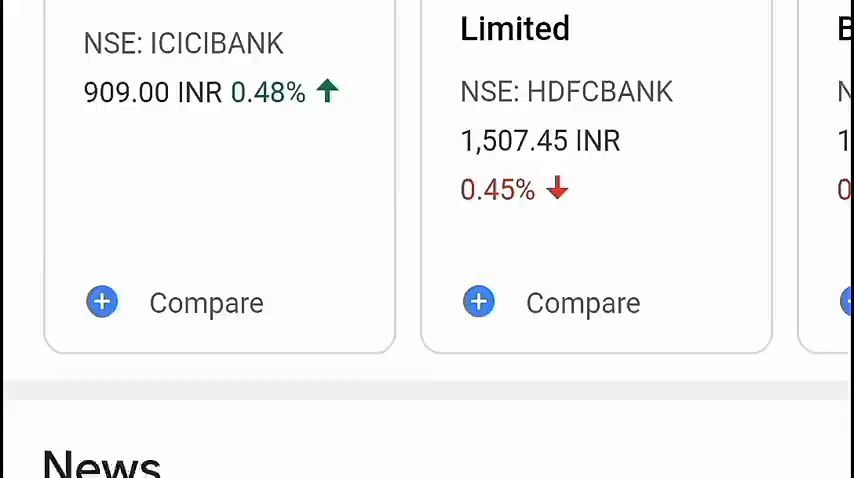 NSE: ICICIBANK
909.00 INR 0.48%
Compare
Limited
NSE: HDFCBANK
1,507.45 INR
0.45%
Compare
News